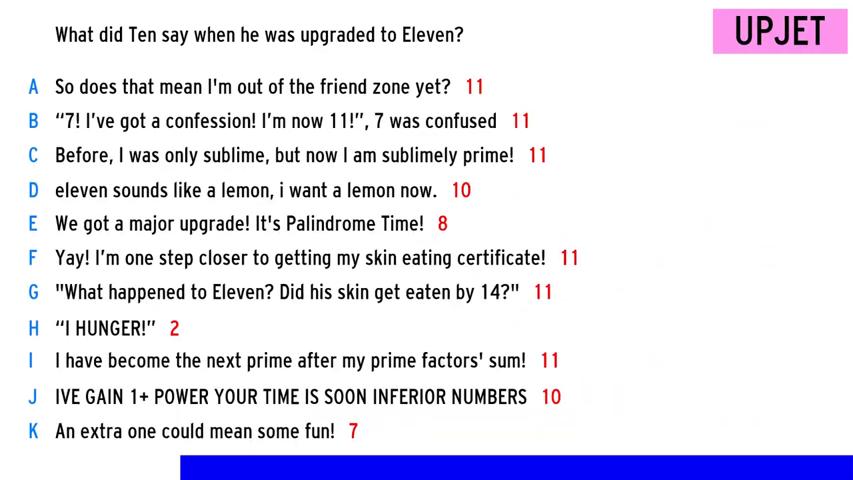 What did Ten say when he was upgraded to Eleven?
UPJET
A So does that mean I'm out of the friend zone yet? 11
B “7! I’ve got a confession! I’m now 11!”, 7 was confused 11
C Before, I was only sublime, but now I am sublimely prime! 11
D eleven sounds like a lemon, i want a lemon now. 10
E We got a major upgrade! It's Palindrome Time! 8
F Yay! I’m one step closer to getting my skin eating certificate! 11
G "What happened to Eleven? Did his skin get eaten by 14?" 11
H “I HUNGER!” 2
I I have become the next prime after my prime factors' sum! 11
J IVE GAIN 1+ POWER YOUR TIME IS SOON INFERIOR NUMBERS 10
K An extra one could mean some fun! 7